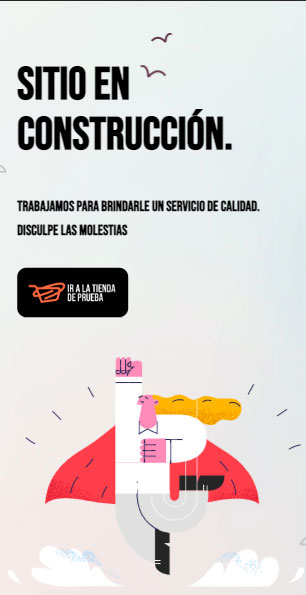 SITIO EN
CONSTRUCCIÓN.
TRABAJAMOS PARA BRINDARLE UN SERVICIO DE CALIDAD.
DISCULPE LAS MOLESTIAS
IR A LA TIENDA
DE PRUEBA